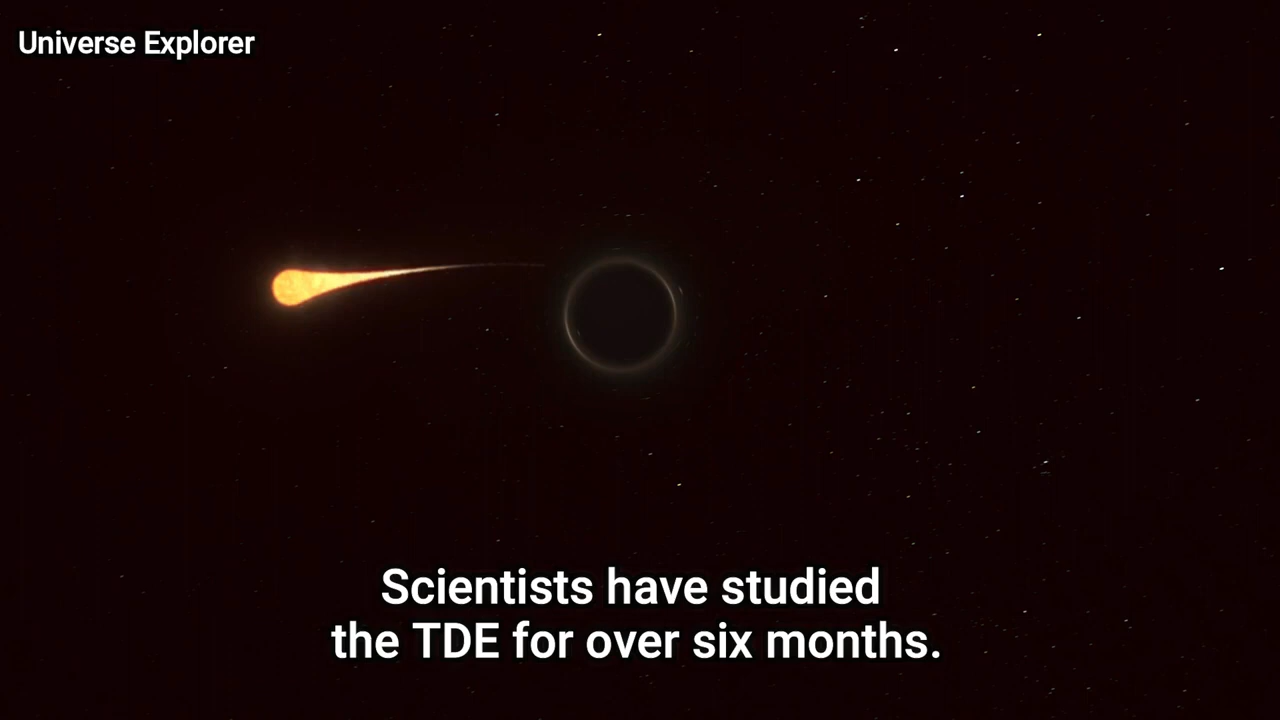 Universe Explorer
Scientists have studied
the TDE for over six months.